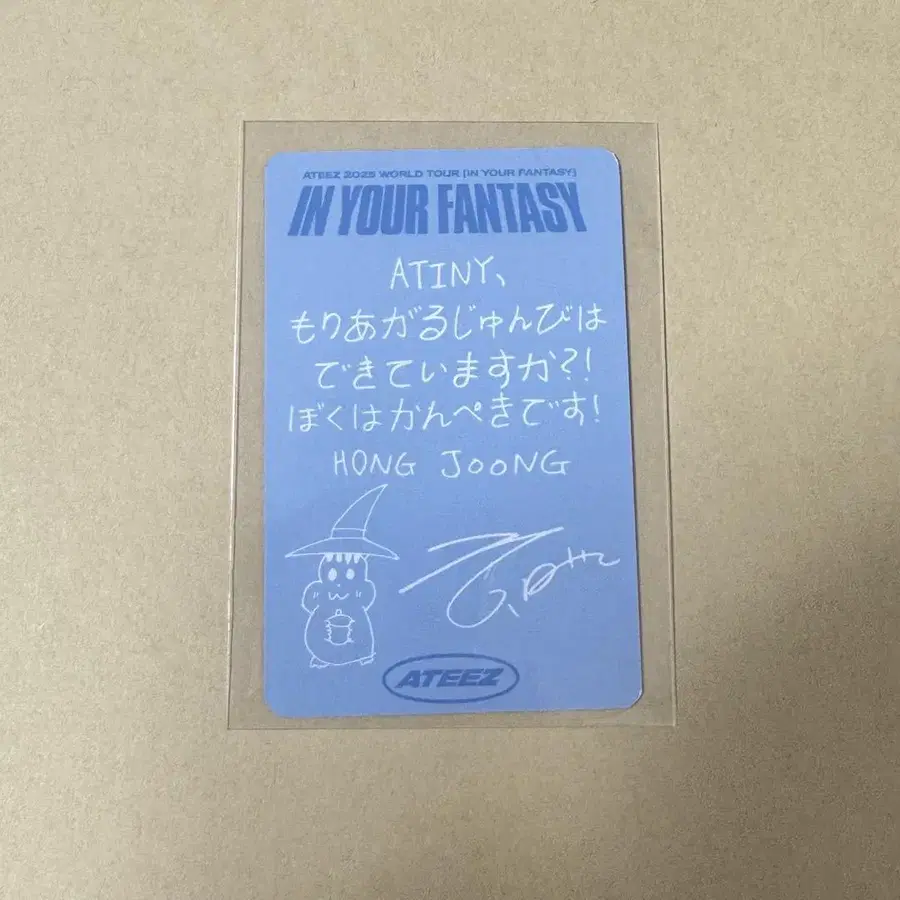 ATEEZ 2025 WORLD TOUR [IN YOUR FANTASY]
IN YOUR FANTASY
ATINY、
もりあがるじゅんびは
できていますか?!
ぼくはかんぺきです!
HONG JOONG
ATEEZ